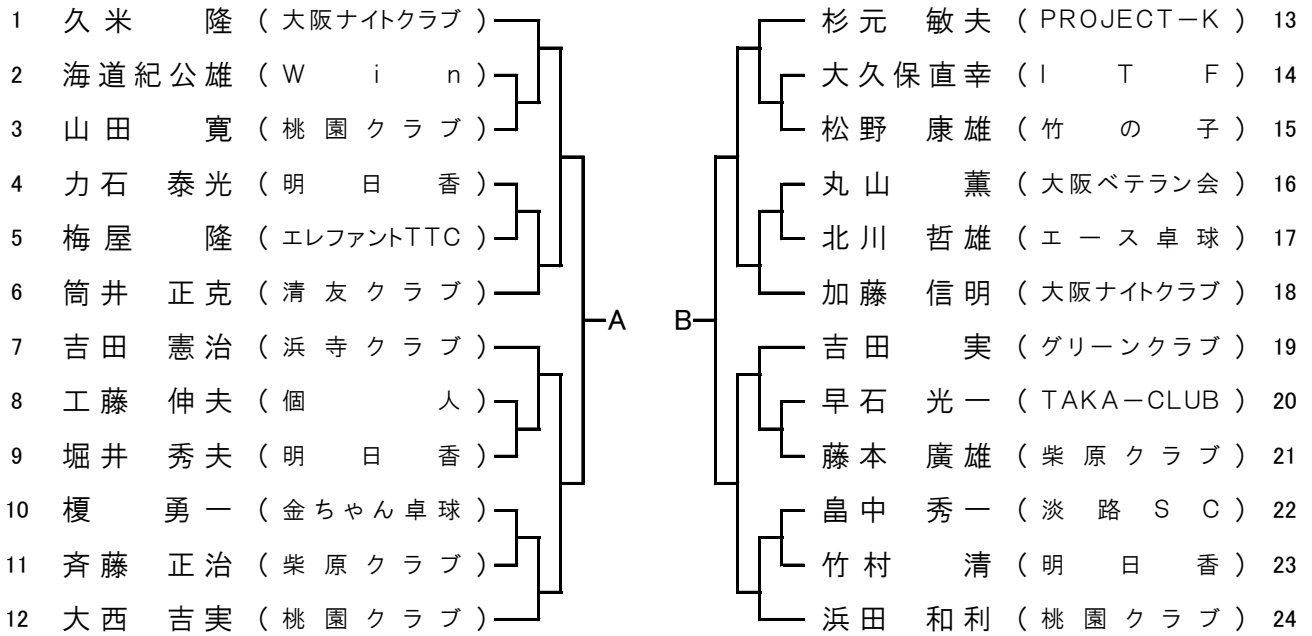 1 久米 隆 ( 大阪ナイトクラブ )
2 海道紀公雄 ( W i n )
3 山田 寛 ( 桃園クラブ )
4 力石 泰光 ( 明日香 )
5 梅屋 隆 ( エレファントTTC )
6 筒井 正克 ( 清友クラブ )
7 吉田 憲治 ( 浜寺クラブ )
8 工藤 伸夫 ( 個人 )
9 堀井 秀夫 ( 明日香 )
10 榎 勇一 ( 金ちゃん卓球 )
11 斉藤 正治 ( 柴原クラブ )
12 大西 吉実 ( 桃園クラブ )
A
B
杉元 敏夫 ( PROJECT-K ) 13
大久保直幸 ( I T F ) 14
松野 康雄 ( 竹の子 ) 15
丸山 薫 ( 大阪ベテラン会 ) 16
北川 哲雄 ( エース卓球 ) 17
加藤 信明 ( 大阪ナイトクラブ ) 18
吉田 実 ( グリーンクラブ ) 19
早石 光一 ( TAKA-CLUB ) 20
藤本 廣雄 ( 柴原クラブ ) 21
畠中 秀一 ( 淡路SC ) 22
竹村 清 ( 明日香 ) 23
浜田 和利 ( 桃園クラブ ) 24